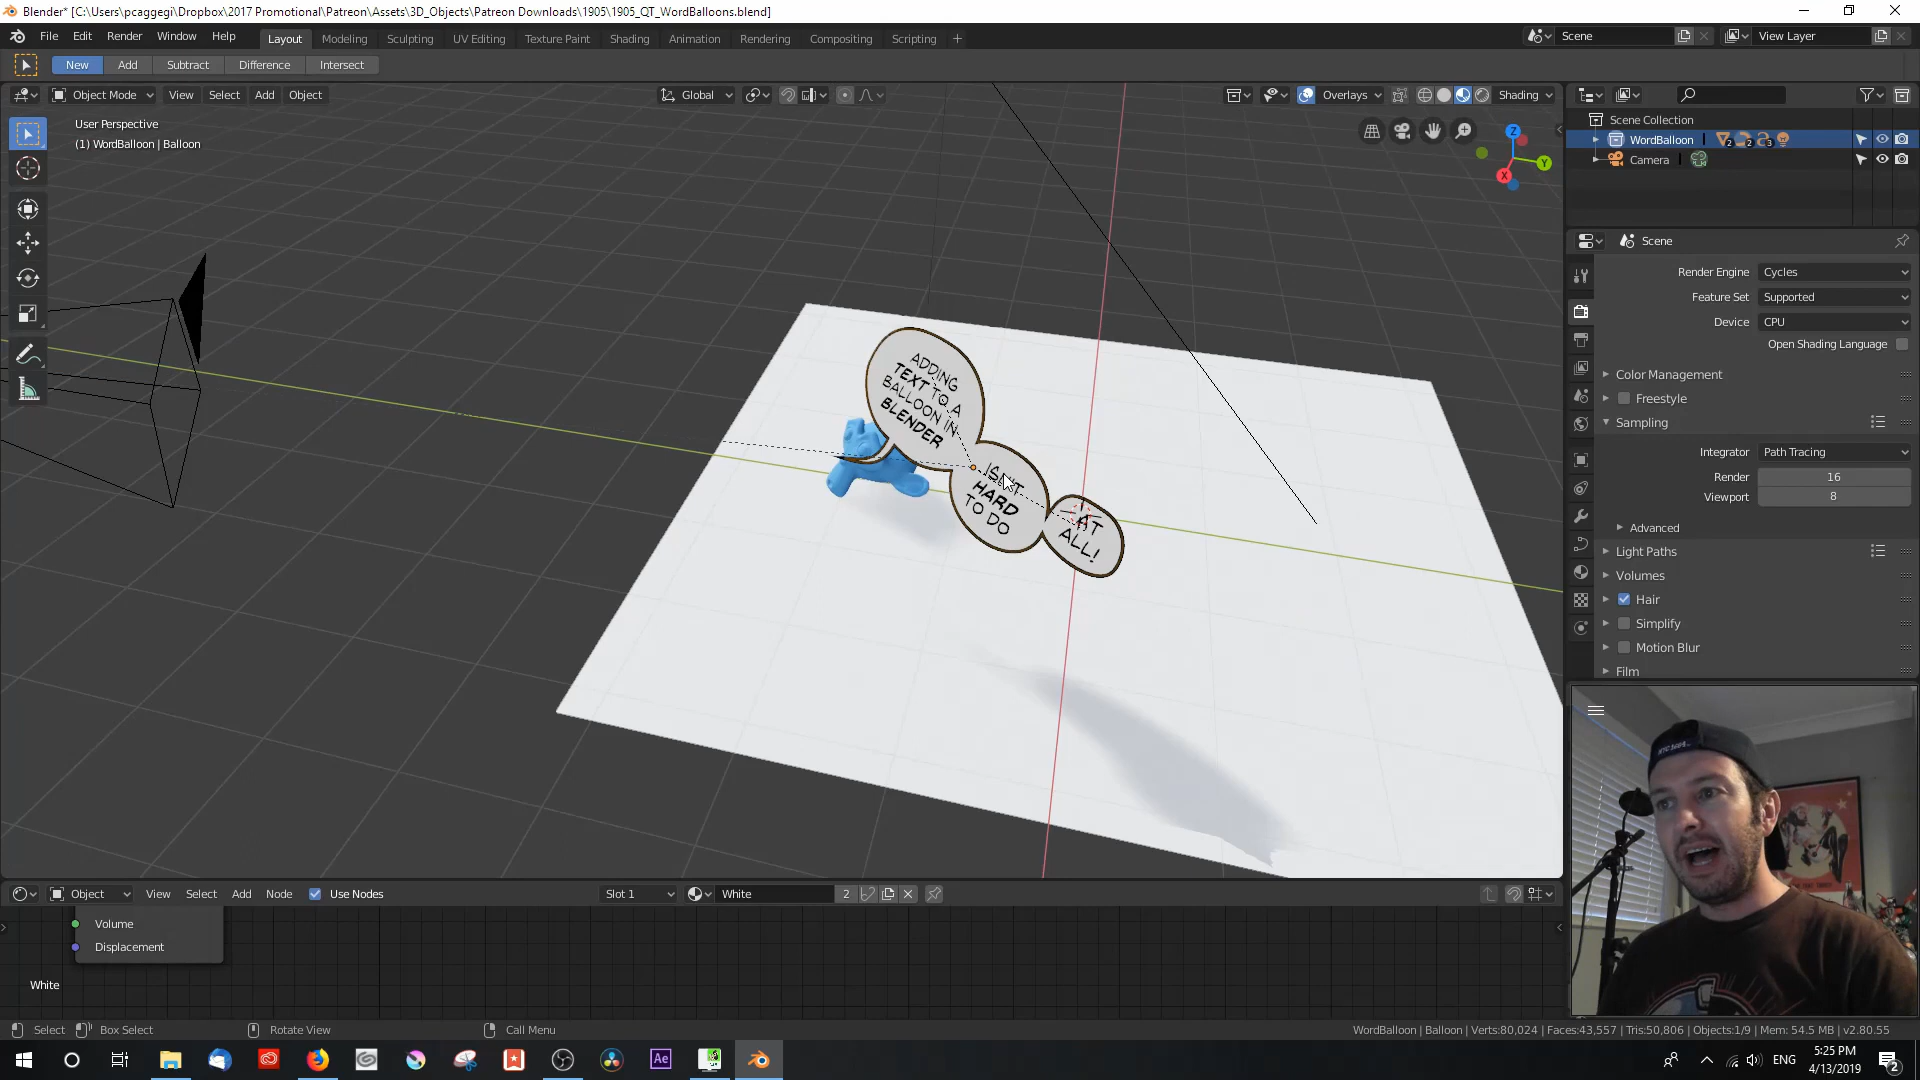 Blender* [C:\Users\pcaggegi\Dropbox\2017 Promotional\Patreon\Assets\3D_Objects\Patreon Downloads\1905\1905_QT_WordBalloons.blend]
File Edit Render Window Help
Layout Modeling Sculpting UV Editing Texture Paint Shading Animation Rendering Compositing Scripting +
Scene
View Layer
New Add Subtract Difference Intersect
Object Mode View Select Add Object
Global
Overlays
Shading
User Perspective
(1) WordBalloon | Balloon
Z
Y
X
Scene Collection
WordBalloon
2 2 3
Camera
Scene
Render Engine Cycles
Feature Set Supported
Device CPU
Open Shading Language
Color Management
Freestyle
Sampling
Integrator Path Tracing
Render 16
Viewport 8
Advanced
Light Paths
Volumes
Hair
Simplify
Motion Blur
Film
ADDING
TEXT TO A
BALLOON IN
BLENDER
ISN'T
HARD
TO DO
AT
ALL!
Object View Select Add Node Use Nodes
Slot 1
White
2
Volume
Displacement
White
Select Box Select Rotate View Call Menu
WordBalloon | Balloon | Verts:80,024 | Faces:43,557 | Tris:50,806 | Objects:1/9 | Mem: 54.5 MB | v2.80.55
Ae
ENG
5:25 PM
4/13/2019
2